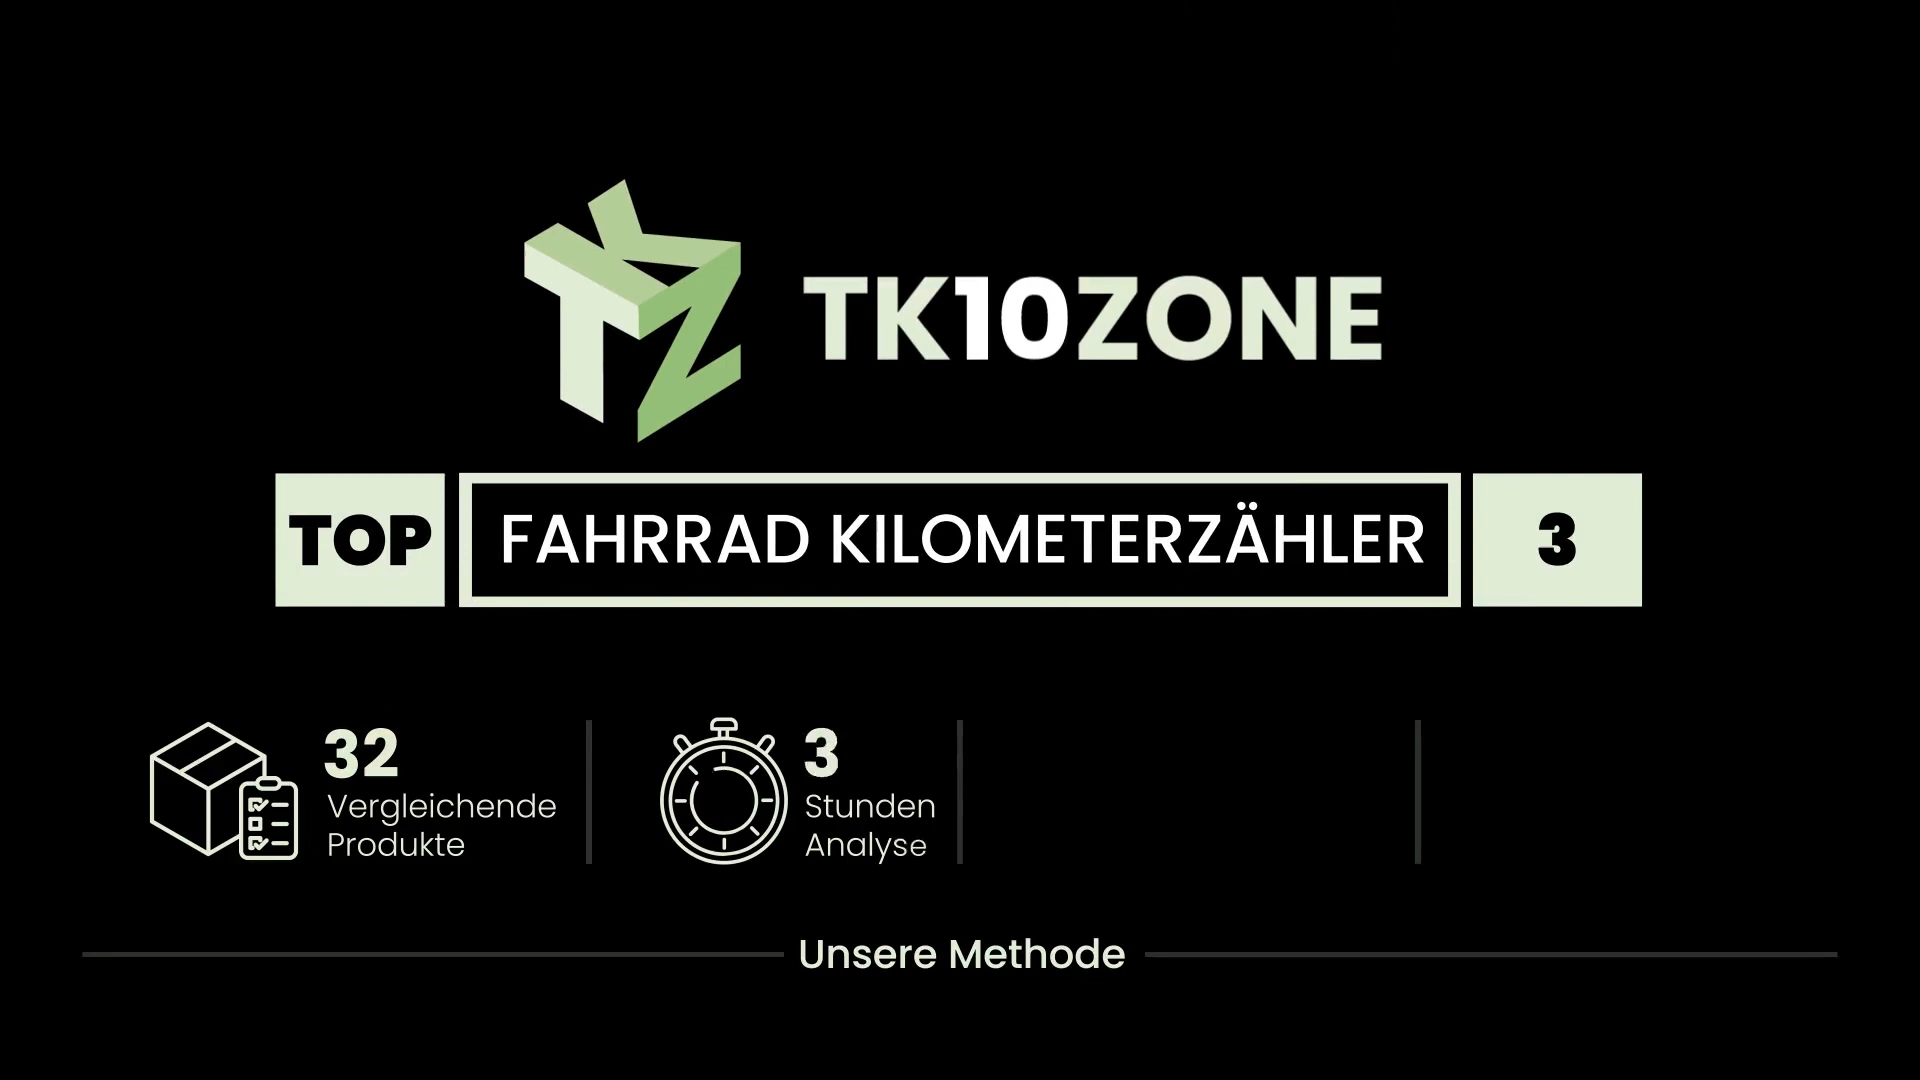 TK10ZONE
TOP FAHRRAD KILOMETERZÄHLER 3
32
Vergleichende
Produkte
3
Stunden
Analyse
Unsere Methode